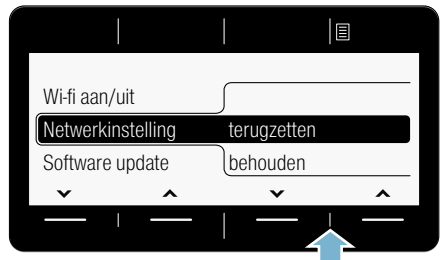 Wi-fi aan/uit
Netwerkinstelling terugzetten
Software update behouden